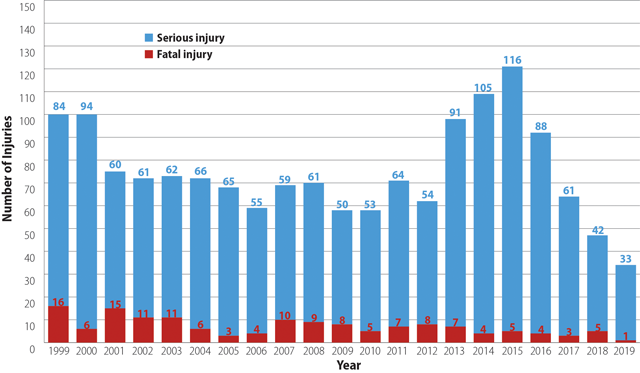 150
140
130
120
110
100
90
80
70
60
50
40
30
20
10
0
Number of Injuries
Serious injury
Fatal injury
84 94 60 61 62 66 65 55 59 61 50 53 64 54 91 105 116 88 61 42 33
16 6 15 11 11 6 3 4 10 9 8 5 7 8 7 4 5 4 3 5 1
1999 2000 2001 2002 2003 2004 2005 2006 2007 2008 2009 2010 2011 2012 2013 2014 2015 2016 2017 2018 2019
Year